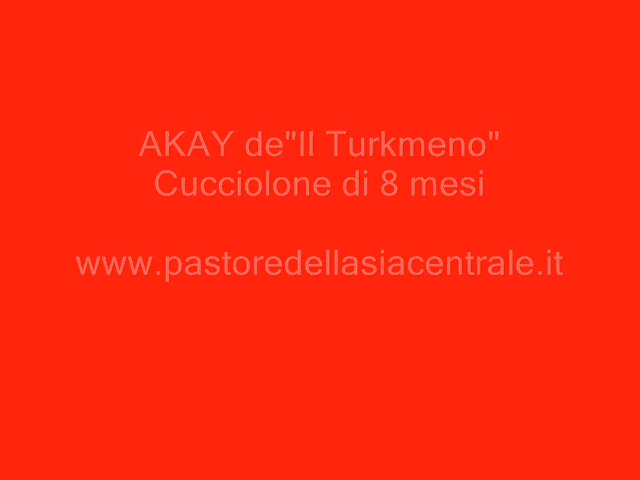 AKAY de"Il Turkmeno"
Cucciolone di 8 mesi
www.pastoredellasiacentrale.it